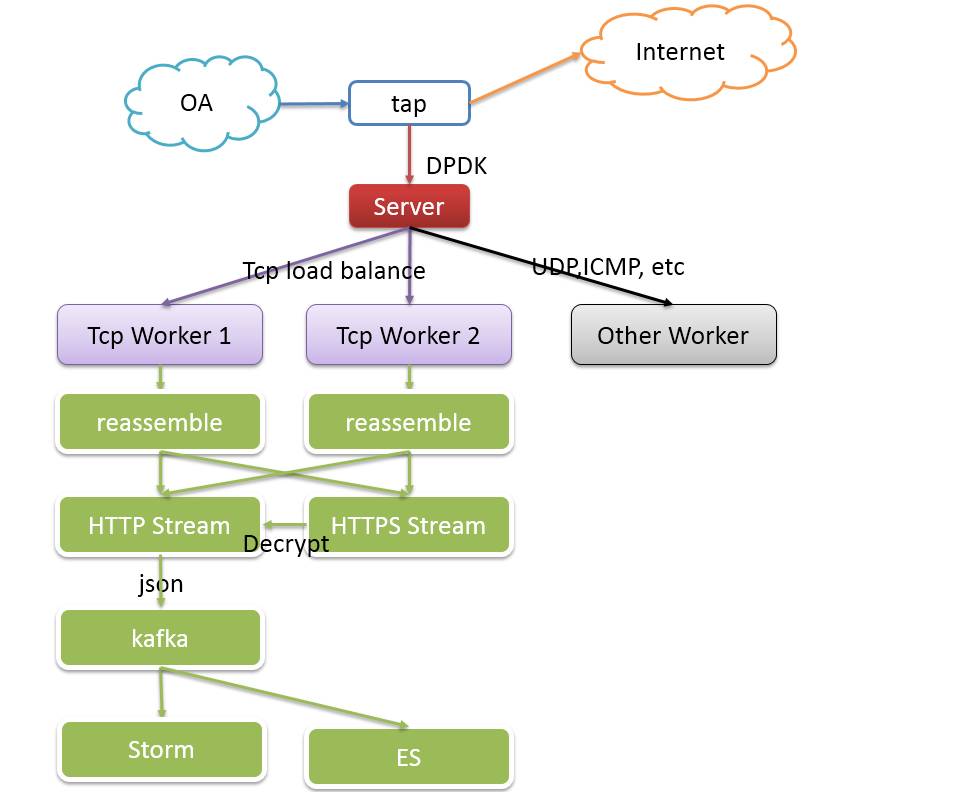 Internet
OA
tap
DPDK
Server
Tcp load balance
UDP,ICMP, etc
Tcp Worker 1
Tcp Worker 2
Other Worker
reassemble
reassemble
HTTP Stream
HTTPS Stream
Decrypt
json
kafka
Storm
ES